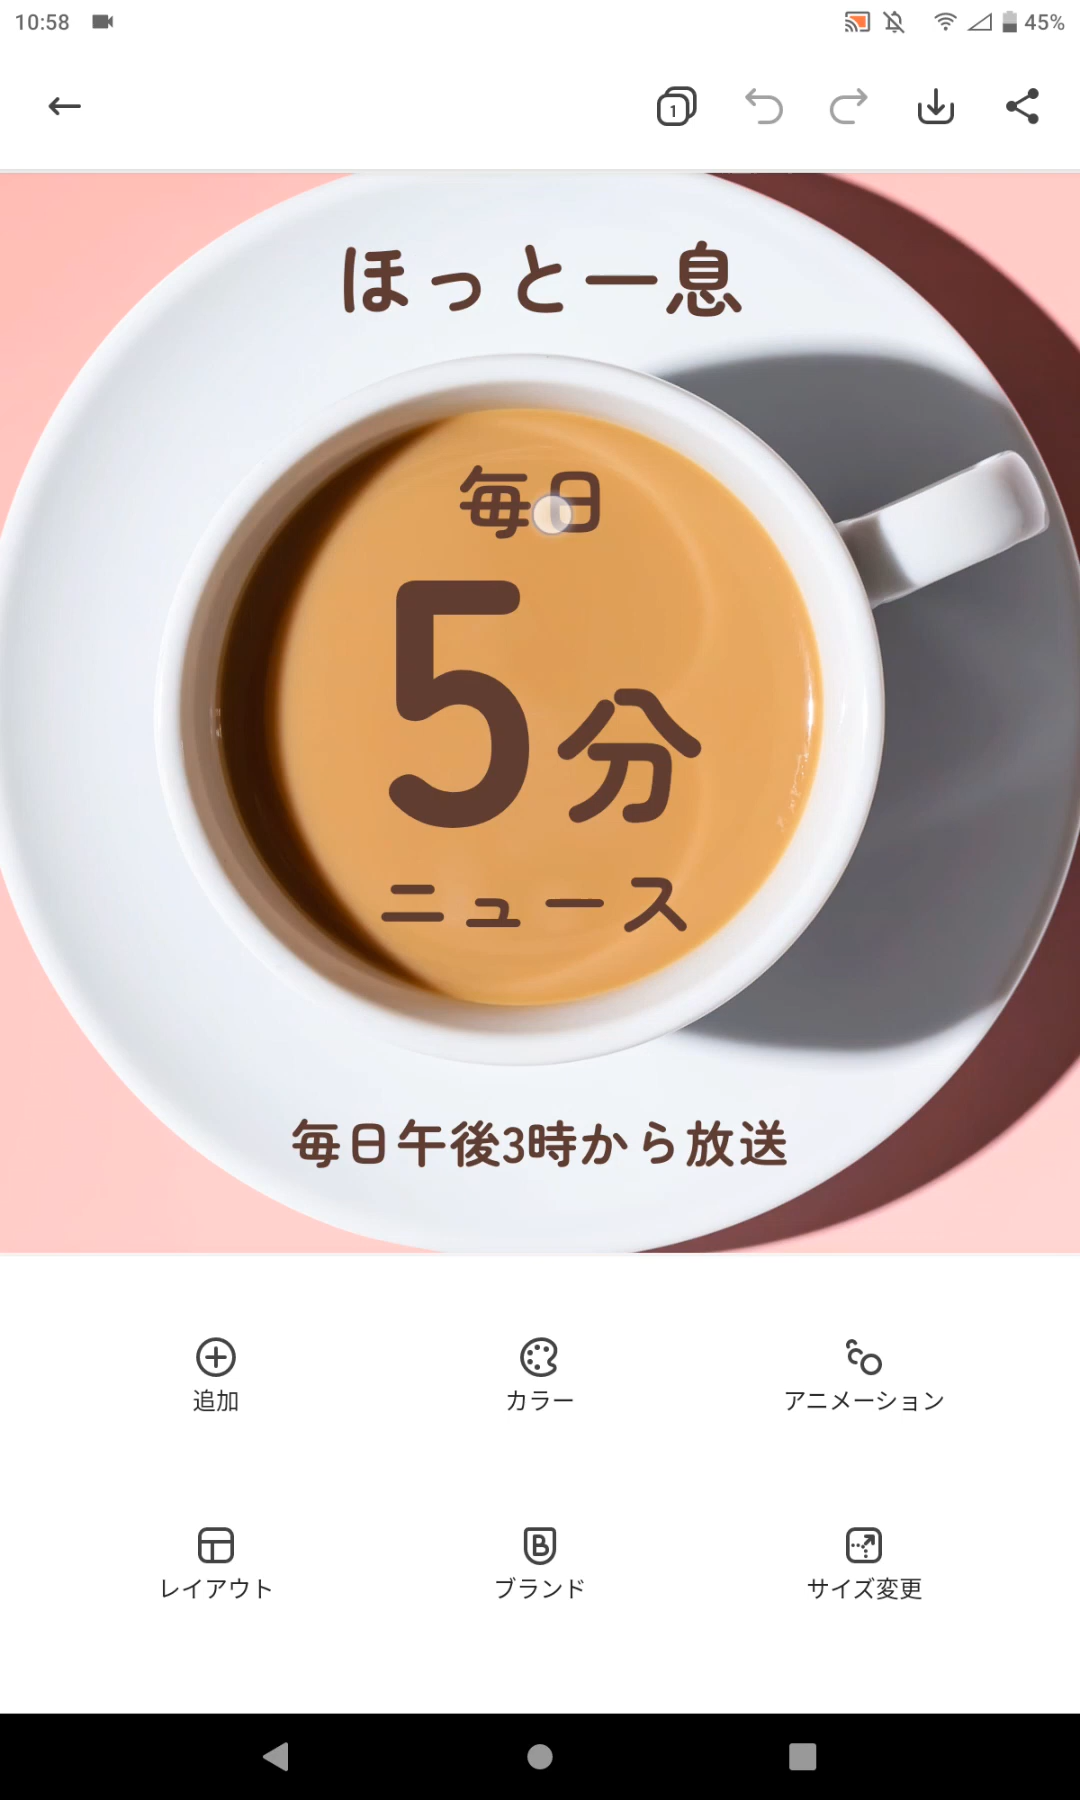 10:58
45%
1
ほっと一息
毎日
5分
ニュース
毎日午後3時から放送
追加
カラー
アニメーション
レイアウト
ブランド
サイズ変更